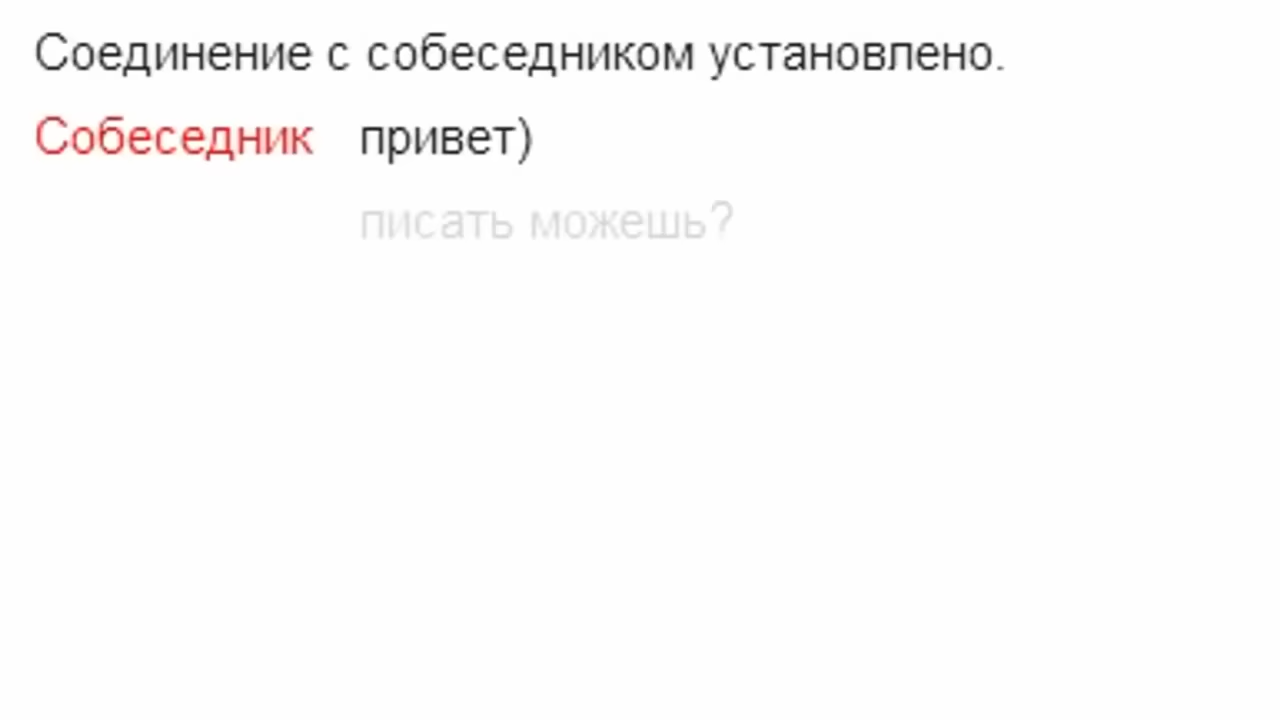 Соединение с собеседником установлено.
Собеседник привет)
писать можешь?